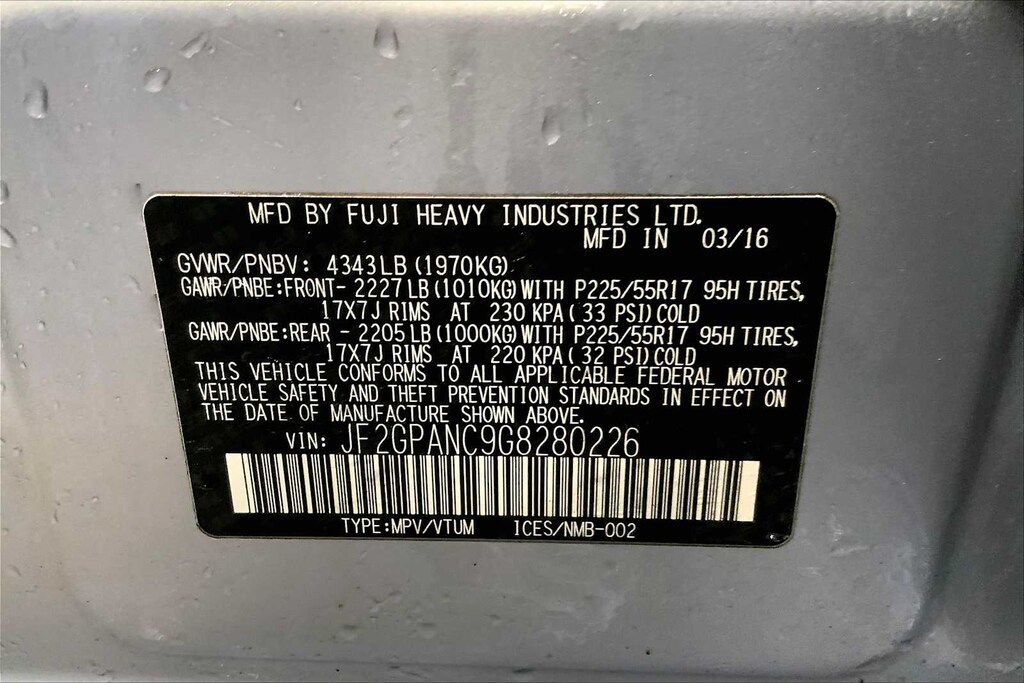 MFD BY FUJI HEAVY INDUSTRIES LTD.
MFD IN 03/16
GVWR/PNBV: 4343LB (1970KG)
GAWR/PNBE:FRONT- 2227LB (1010KG) WITH P225/55R17 95H TIRES,
17X7J RIMS AT 230 KPA( 33 PSI) COLD
GAWR/PNBE:REAR - 2205LB (1000KG) WITH P225/55R17 95H TIRES,
17X7J RIMS AT 220 KPA( 32 PSI) COLD
THIS VEHICLE CONFORMS TO ALL APPLICABLE FEDERAL MOTOR
VEHICLE SAFETY AND THEFT PREVENTION STANDARDS IN EFFECT ON
THE DATE OF MANUFACTURE SHOWN ABOVE.
VIN: JF2GPANC9G8280226
TYPE:MPV/VTUM ICES/NMB-002